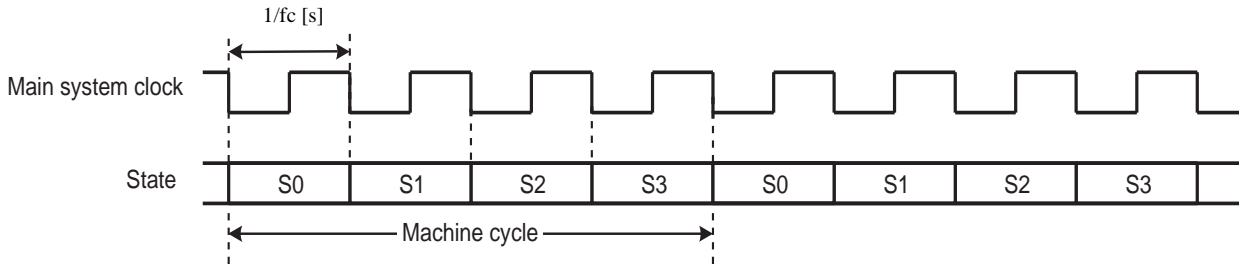 1/fc [s]
Main system clock
State S0 S1 S2 S3 S0 S1 S2 S3
Machine cycle